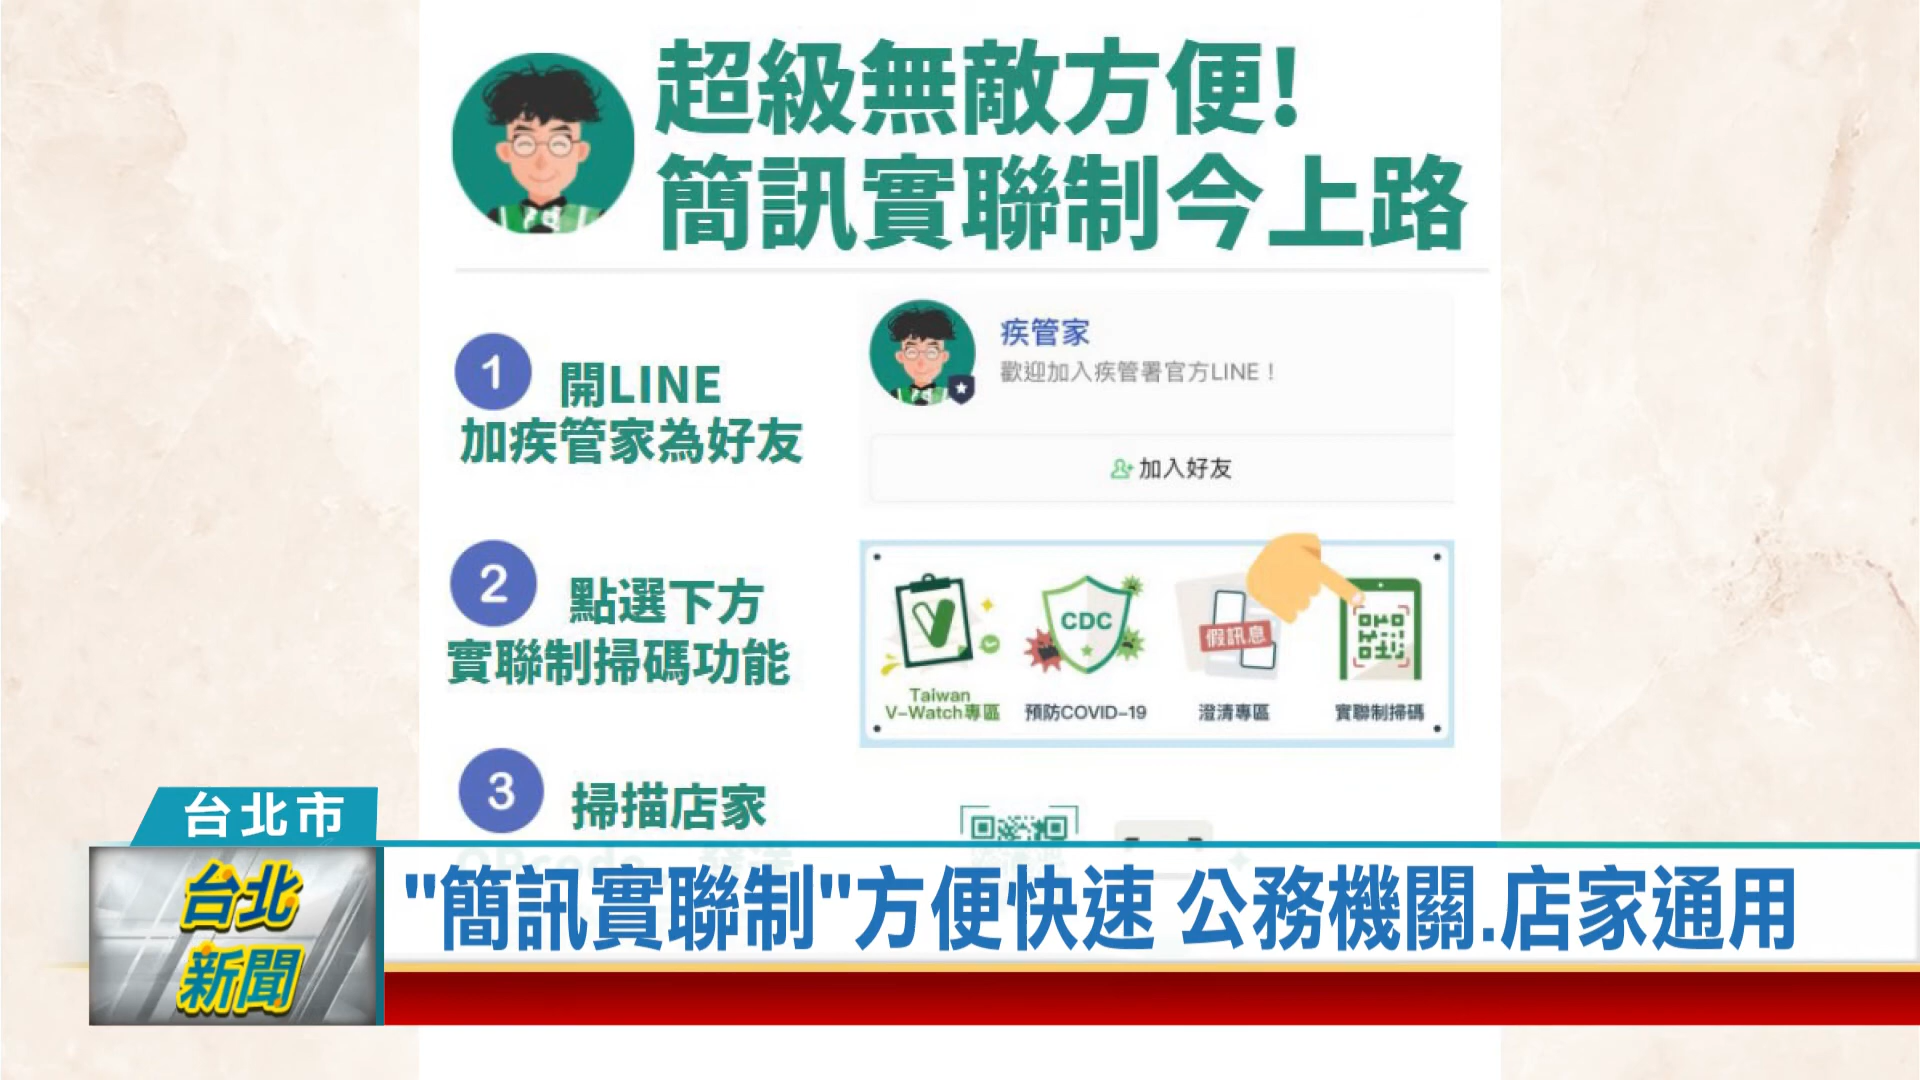 超級無敵方便!
簡訊實聯制今上路
1 開LINE
加疾管家為好友
疾管家
歡迎加入疾管署官方LINE！
加入好友
2 點選下方
實聯制掃碼功能
CDC
假訊息
Taiwan
V-Watch專區
預防COVID-19
澄清專區
實聯制掃碼
3 掃描店家
台北市
台北
新聞
"簡訊實聯制"方便快速 公務機關.店家通用